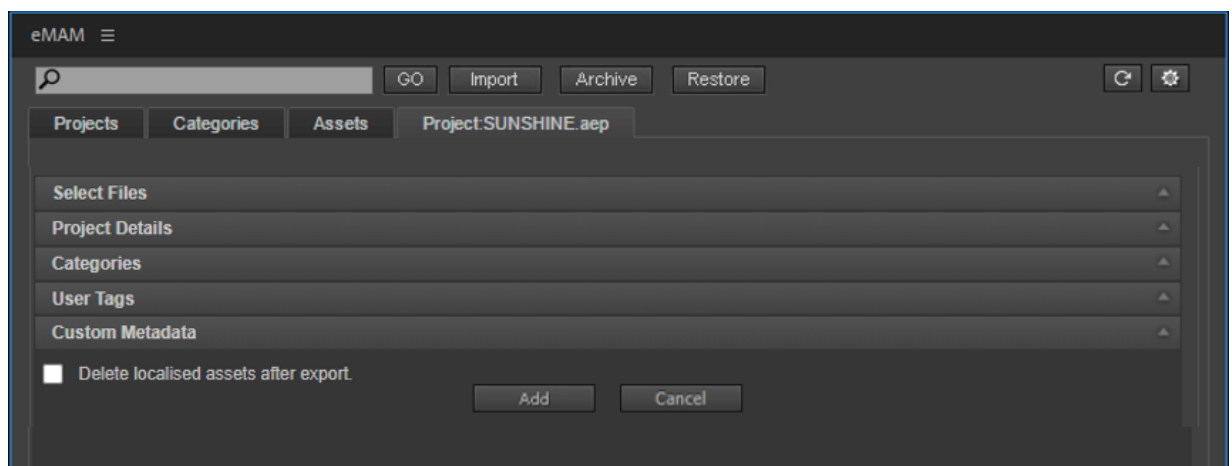 eMAM
GO Import Archive Restore
Projects Categories Assets Project:SUNSHINE.aep
Select Files
Project Details
Categories
User Tags
Custom Metadata
Delete localised assets after export.
Add Cancel